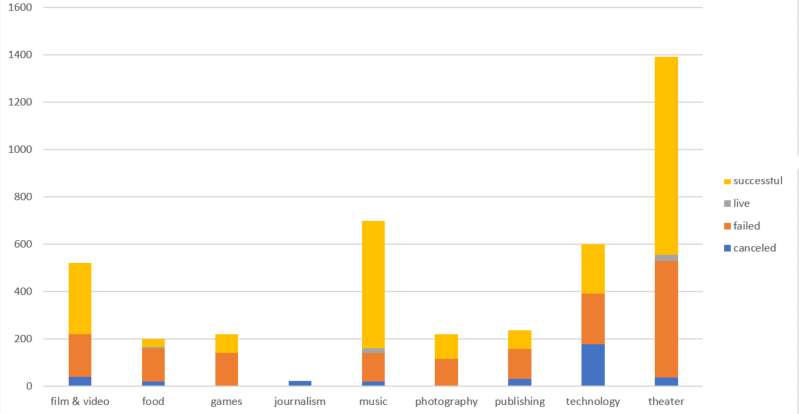 1600
1400
1200
1000
800
600
400
200
0
film & video food games journalism music photography publishing technology theater
successful
live
failed
canceled